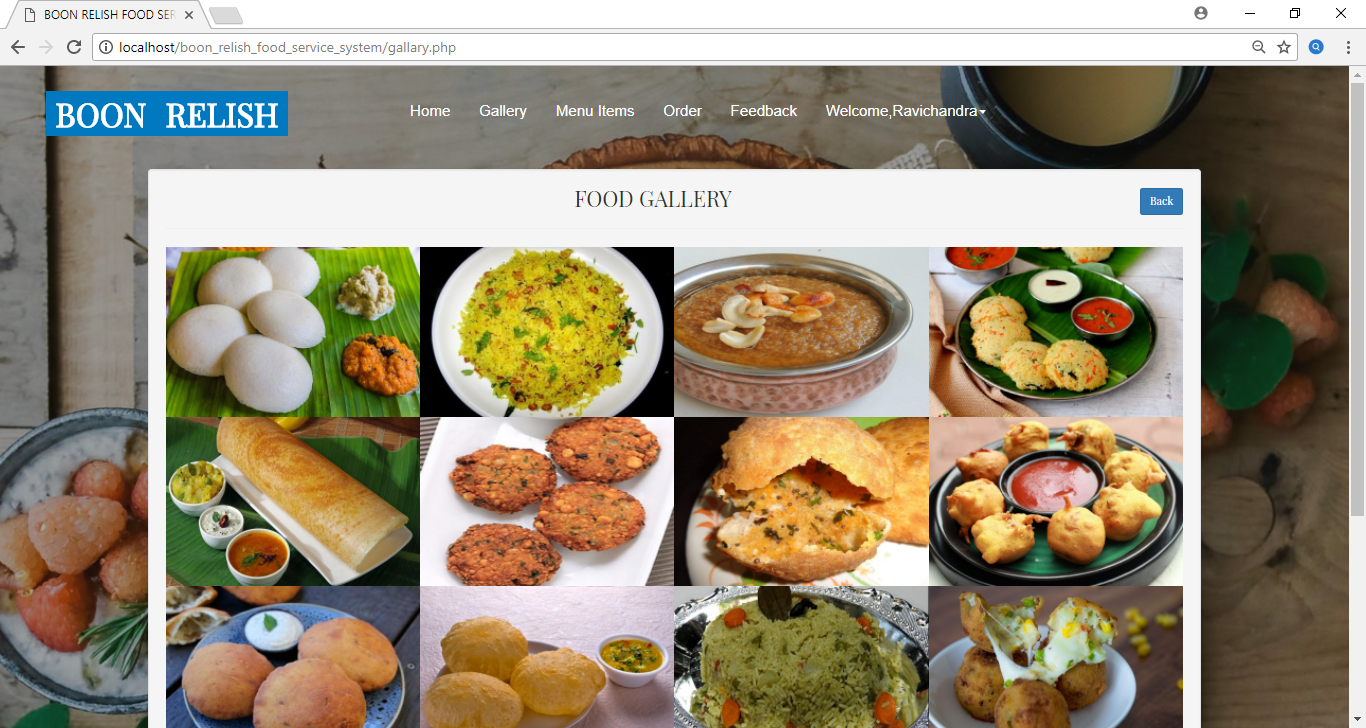 BOON RELISH FOOD SER
localhost/boon_relish_food_service_system/gallary.php
BOON RELISH
Home Gallery Menu Items Order Feedback Welcome,Ravichandra
FOOD GALLERY
Back